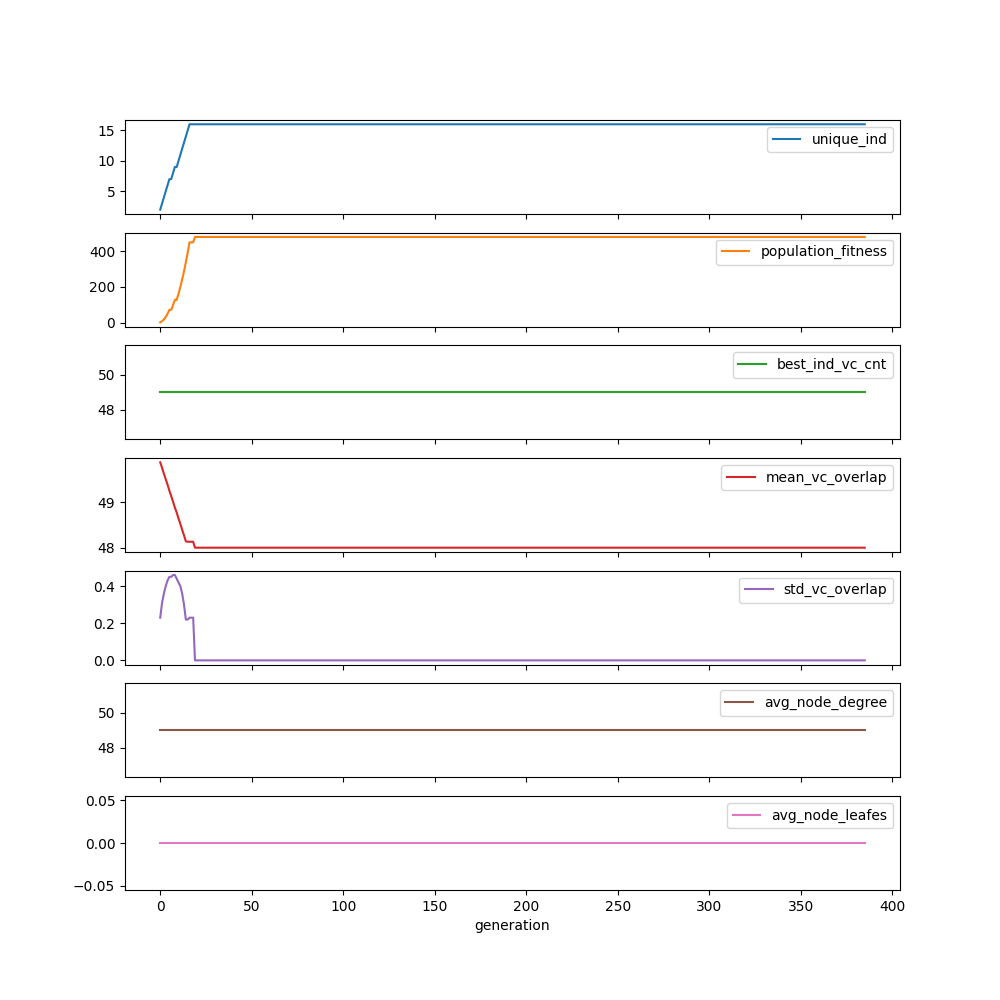 15
10
5
unique_ind
400
200
0
population_fitness
50
48
best_ind_vc_cnt
49
48
mean_vc_overlap
0.4
0.2
0.0
std_vc_overlap
50
48
avg_node_degree
0.05
0.00
−0.05
avg_node_leafes
0 50 100 150 200 250 300 350 400
generation